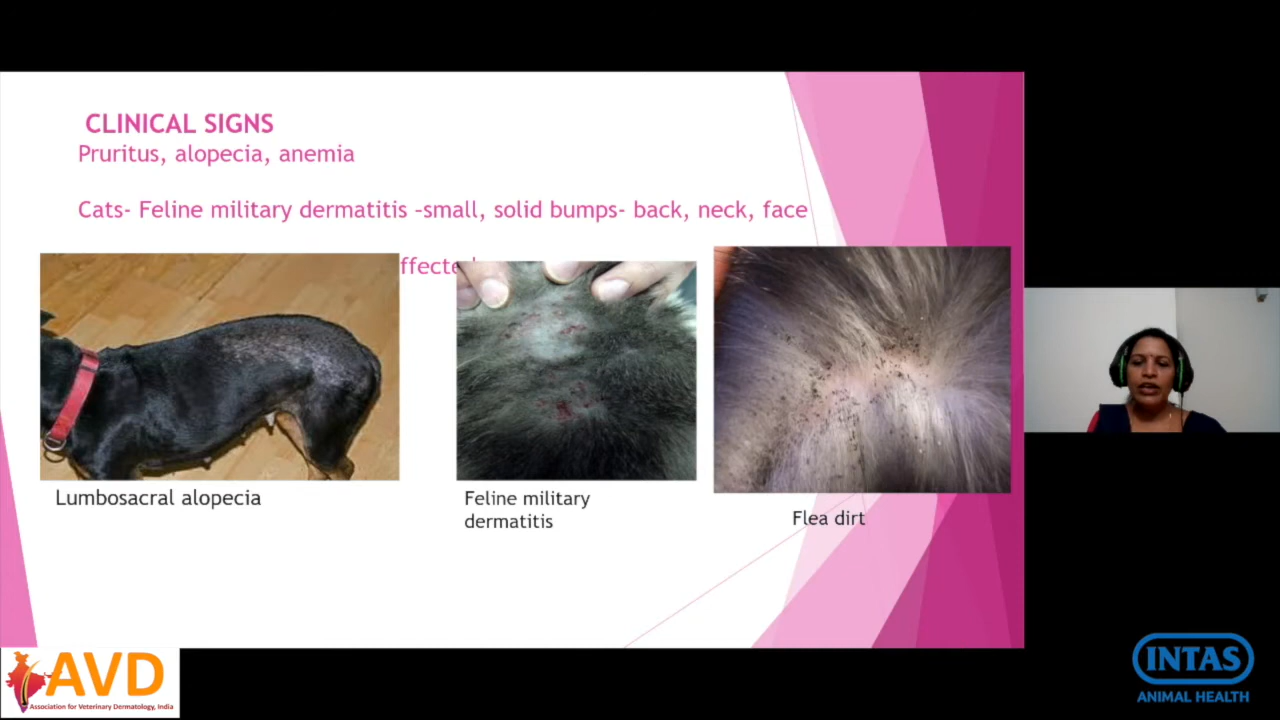 CLINICAL SIGNS
Pruritus, alopecia, anemia
Cats- Feline military dermatitis -small, solid bumps- back, neck, face
Lumbosacral alopecia
Feline military
dermatitis
Flea dirt
AVD
Association for Veterinary Dermatology, India
INTAS
ANIMAL HEALTH